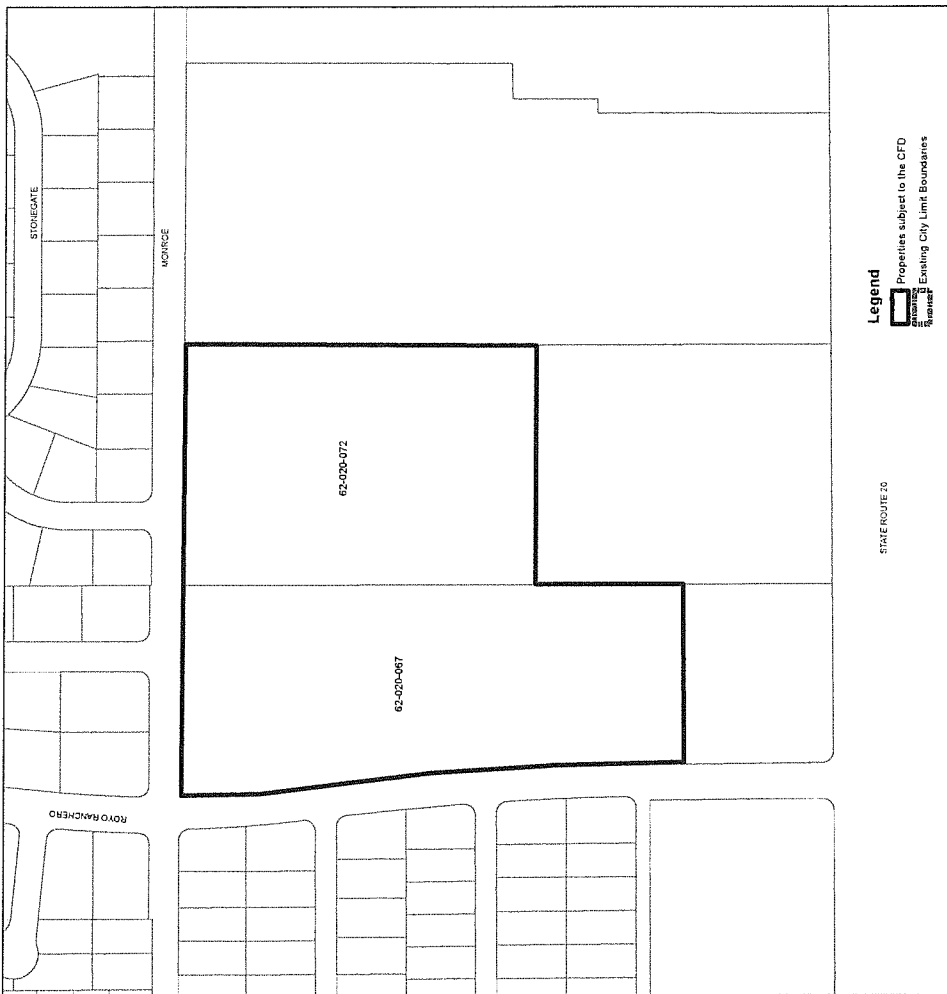 STONEGATE
MONROE
62-020-072
62-020-067
ROYO RANCHERO
STATE ROUTE 20
Legend
Properties subject to the CFD
Existing City Limit Boundaries